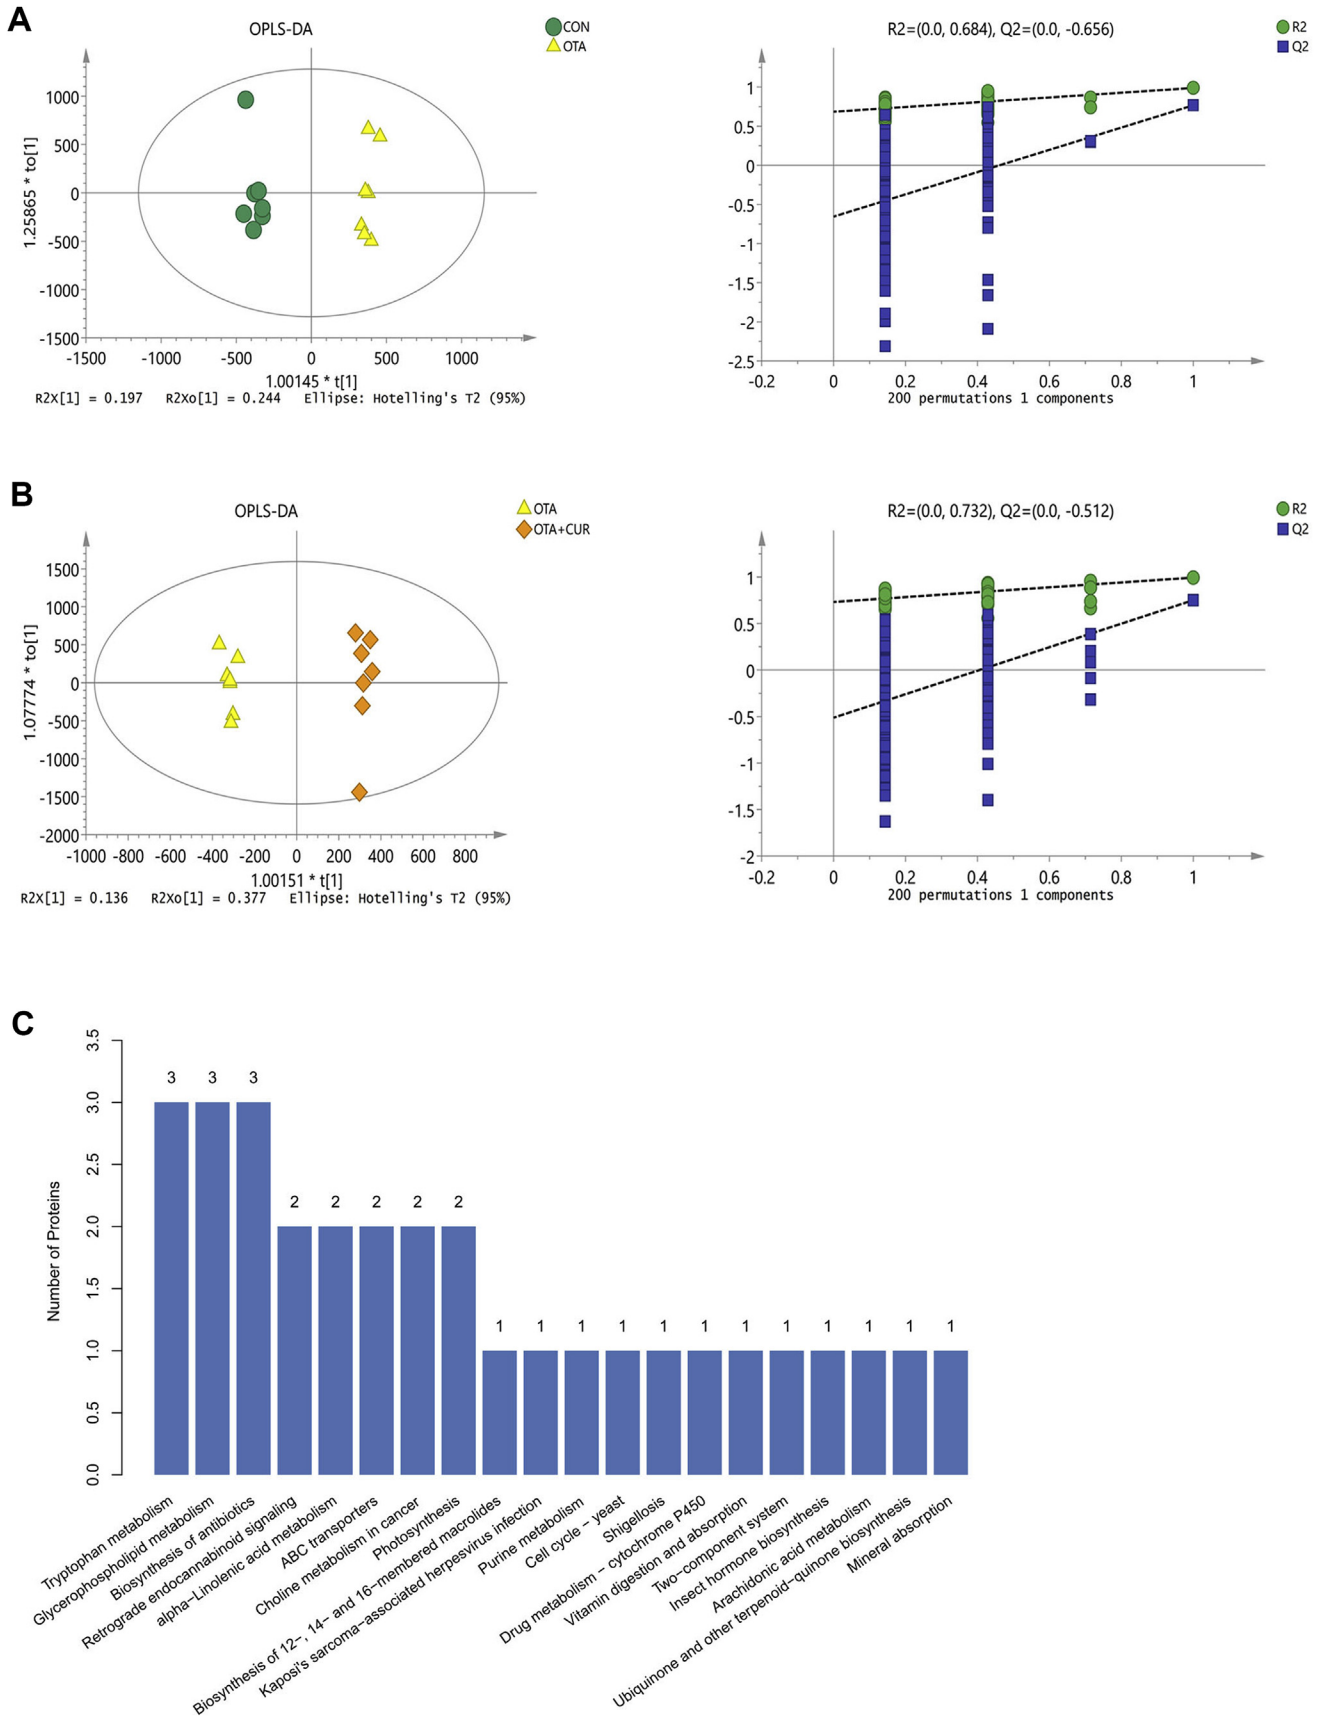 A
OPLS-DA
CON
OTA
1.25865 * to[1]
1000
500
0
-500
-1000
-1500
-1500 -1000 -500 0 500 1000
1.00145 * t[1]
R2X[1] = 0.197 R2Xo[1] = 0.244 Ellipse: Hotelling's T2 (95%)
R2=(0.0, 0.684), Q2=(0.0, -0.656)
R2
Q2
1
0.5
0
-0.5
-1
-1.5
-2
-2.5
-0.2 0 0.2 0.4 0.6 0.8 1
200 permutations 1 components
B
OPLS-DA
OTA
OTA+CUR
1.07774 * to[1]
1500
1000
500
0
-500
-1000
-1500
-2000
-1000 -800 -600 -400 -200 0 200 400 600 800
1.00151 * t[1]
R2X[1] = 0.136 R2Xo[1] = 0.377 Ellipse: Hotelling's T2 (95%)
R2=(0.0, 0.732), Q2=(0.0, -0.512)
R2
Q2
1
0.5
0
-0.5
-1
-1.5
-2
-0.2 0 0.2 0.4 0.6 0.8 1
200 permutations 1 components
C
Number of Proteins
3.5
3.0
2.5
2.0
1.5
1.0
0.5
0.0
3 3 3 2 2 2 2 2 1 1 1 1 1 1 1 1 1 1 1 1
Tryptophan metabolism
Glycerophospholipid metabolism
Biosynthesis of antibiotics
Retrograde endocannabinoid signaling
alpha−Linolenic acid metabolism
ABC transporters
Choline metabolism in cancer
Photosynthesis
Biosynthesis of 12−, 14− and 16−membered macrolides
Kaposi's sarcoma−associated herpesvirus infection
Purine metabolism
Cell cycle − yeast
Shigellosis
Drug metabolism − cytochrome P450
Vitamin digestion and absorption
Two−component system
Insect hormone biosynthesis
Arachidonic acid metabolism
Ubiquinone and other terpenoid−quinone biosynthesis
Mineral absorption